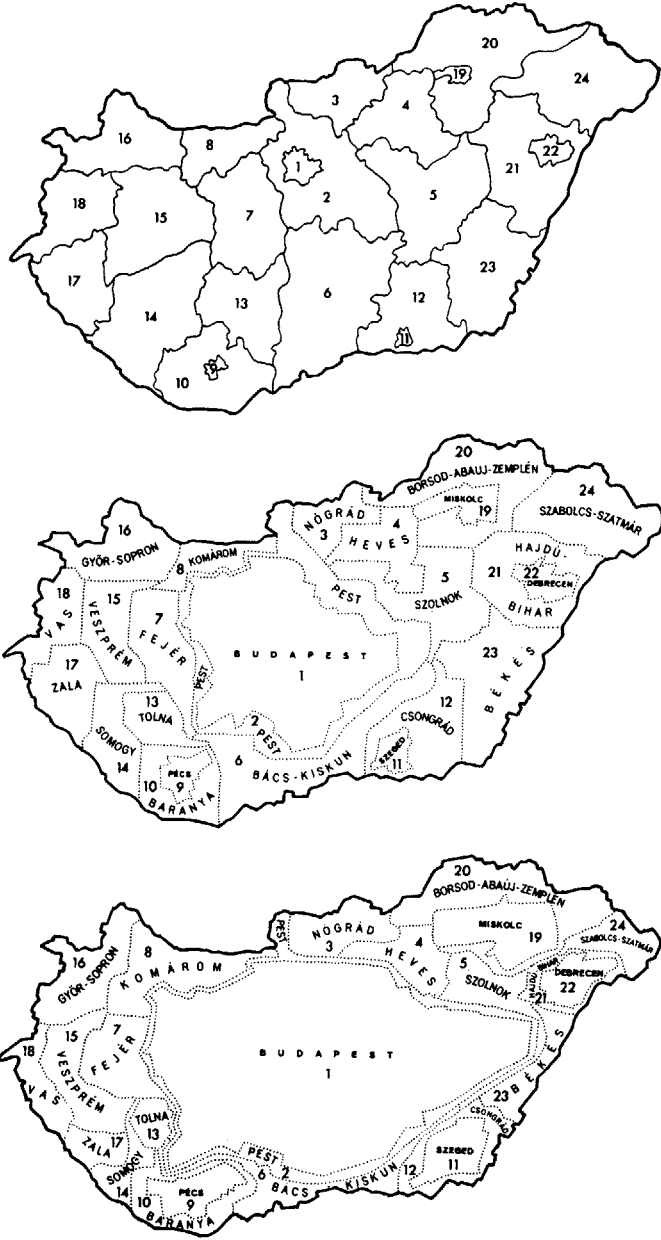 20
19
24
3
4
16
8
1
22
21
18
15
7
2
5
17
14
13
6
12
23
11
10
9
20
BORSOD-ABAUJ-ZEMPLÉN
MISKOLC
19
24
SZABOLCS-SZATMÁR
NÓGRÁD
3
4
HEVES
16
GYŐR-SOPRON
8 KOMÁROM
HAJDÚ-
21
22
DEBRECEN
BIHAR
5
SZOLNOK
PEST
18
VAS
15
VESZPRÉM
7
FEJÉR
PEST
BUDAPEST
1
23
BÉKÉS
17
ZALA
13
TOLNA
12
CSONGRÁD
2
PEST
SOMOGY
14
6
BÁCS-KISKUN
SZEGED
11
10
PÉCS
9
BARANYA
20
BORSOD-ABAÚJ-ZEMPLÉN
MISKOLC
19
24
SZABOLCS-SZATMÁR
PEST
NÓGRÁD
3
4
HEVES
16
GYŐR-SOPRON
8
KOMÁROM
5
SZOLNOK
HAJDÚ
BIHAR
21
DEBRECEN
22
7
FEJÉR
15
VESZPRÉM
18
VAS
BUDAPEST
1
BÉKÉS
23
CSONGRÁD
TOLNA
13
ZALA
17
SOMOGY
14
10
PÉCS
9
BARANYA
PEST 2
6
BÁCS
KISKUN
12
SZEGED
11